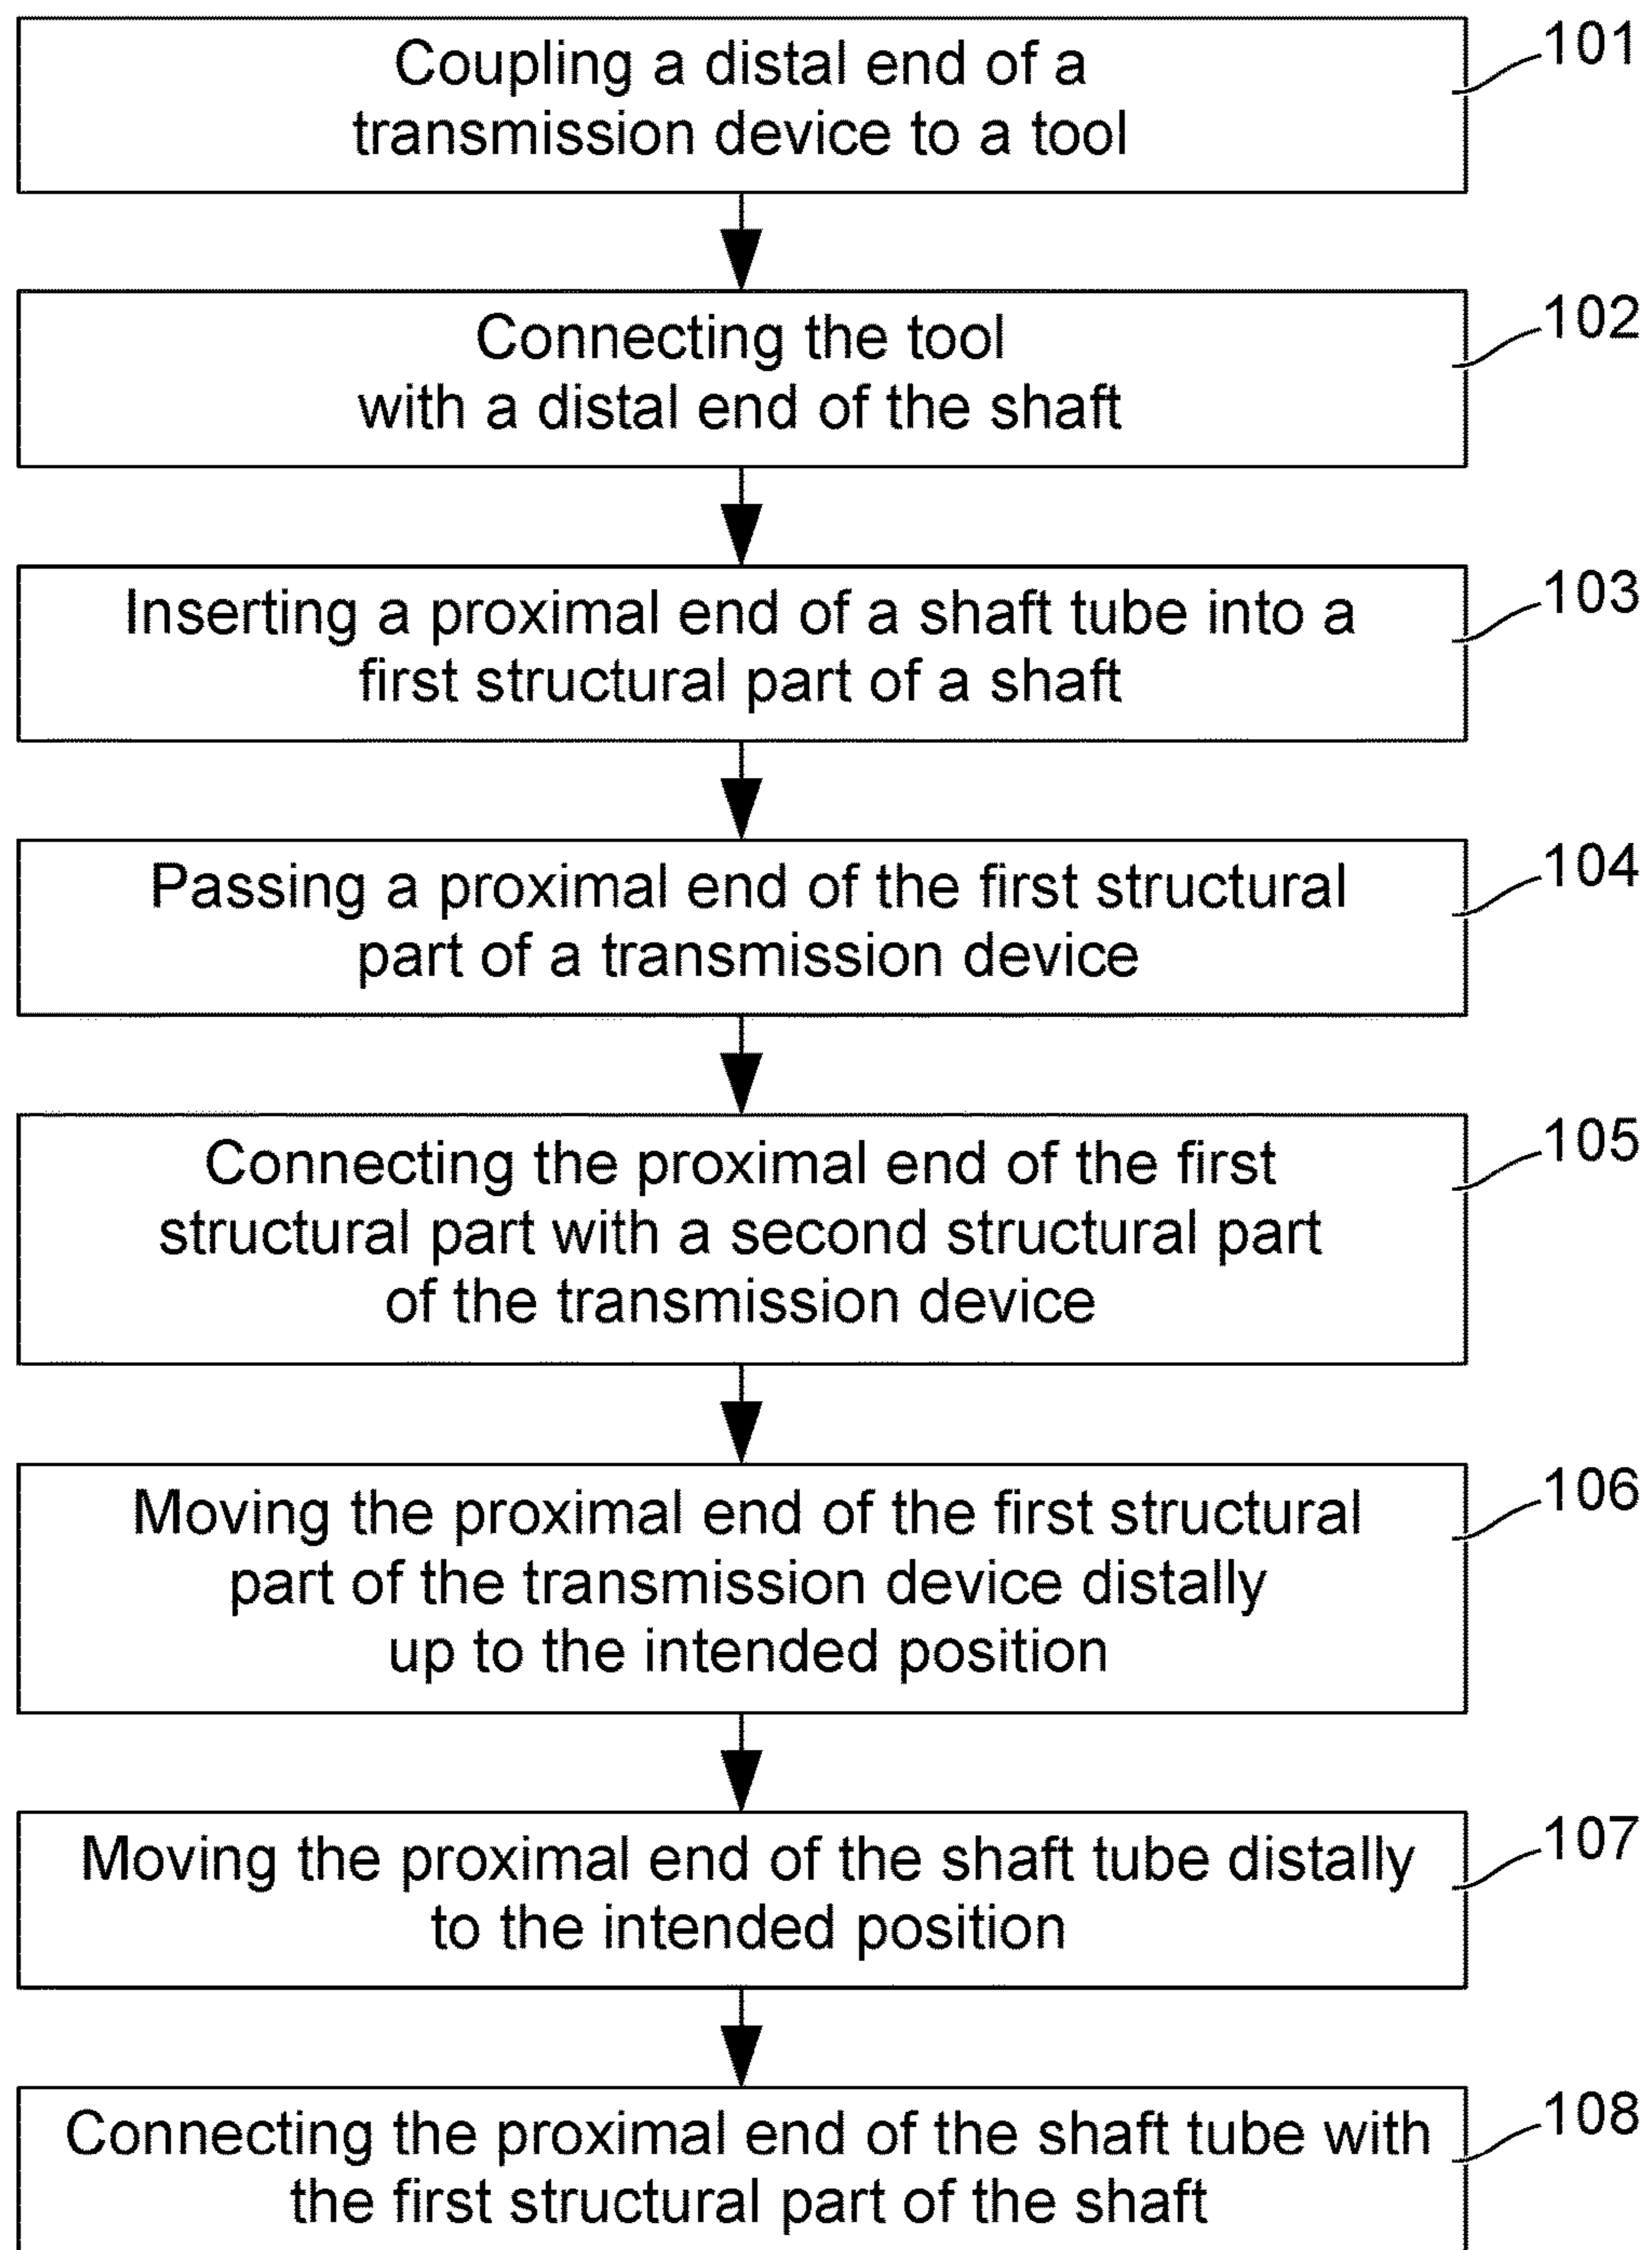 Coupling a distal end of a
transmission device to a tool
101
Connecting the tool
with a distal end of the shaft
102
Inserting a proximal end of a shaft tube into a
first structural part of a shaft
103
Passing a proximal end of the first structural
part of a transmission device
104
Connecting the proximal end of the first
structural part with a second structural part
of the transmission device
105
Moving the proximal end of the first structural
part of the transmission device distally
up to the intended position
106
Moving the proximal end of the shaft tube distally
to the intended position
107
Connecting the proximal end of the shaft tube with
the first structural part of the shaft
108